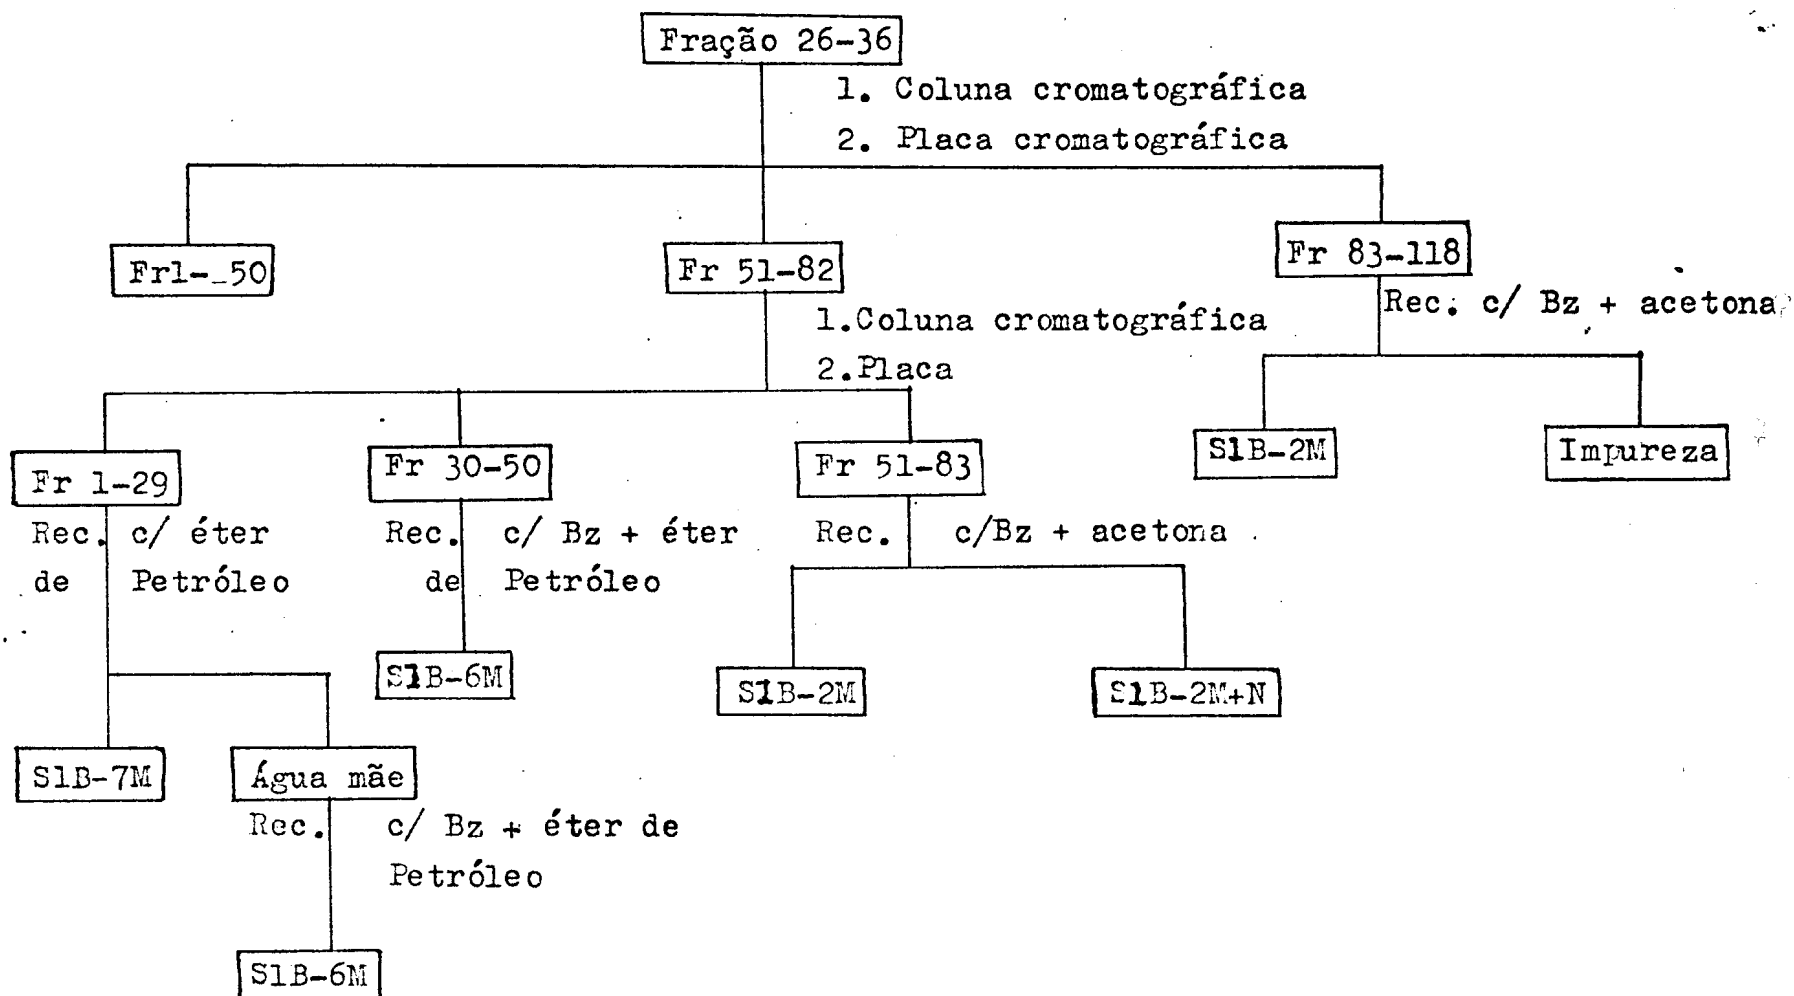 Fração 26-36
1. Coluna cromatográfica
2. Placa cromatográfica
Fr1-_50
Fr 51-82
Fr 83-118
Rec. c/ Bz + acetona
1.Coluna cromatográfica
2.Placa
S1B-2M
Impureza
Fr 1-29
Fr 30-50
Fr 51-83
Rec. c/ éter
de Petróleo
Rec. c/ Bz + éter
de Petróleo
Rec. c/Bz + acetona
S1B-6M
S1B-2M
S1B-2M+N
S1B-7M
Água mãe
Rec. c/ Bz + éter de
Petróleo
S1B-6M